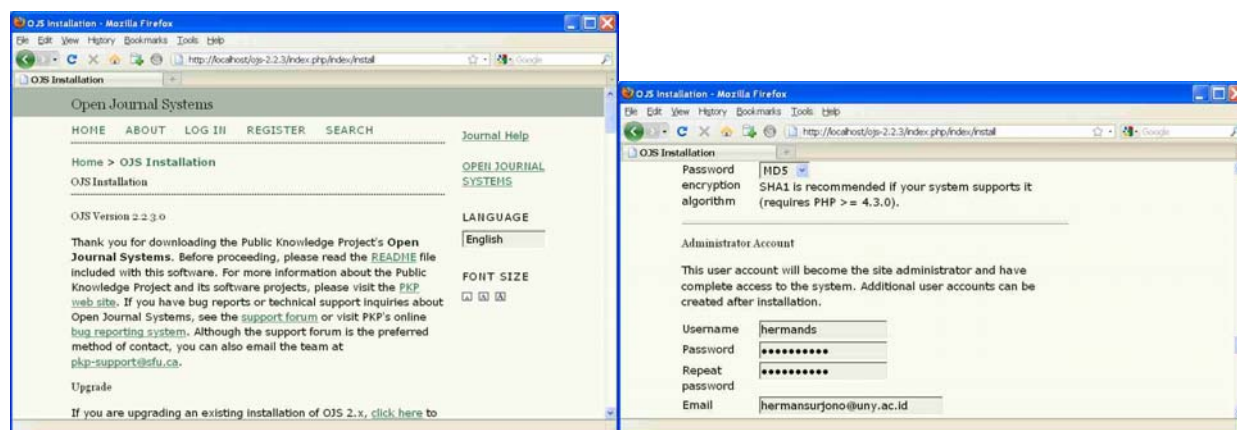 OJS Installation - Mozilla Firefox
File Edit View History Bookmarks Tools Help
http://localhost/ojs-2.2.3/index.php/index/install
Google
OJS Installation
Open Journal Systems
HOME ABOUT LOG IN REGISTER SEARCH
Journal Help
Home > OJS Installation
OPEN JOURNAL
SYSTEMS
OJS Installation
OJS Version 2.2.3.0
LANGUAGE
English
Thank you for downloading the Public Knowledge Project's Open
Journal Systems. Before proceeding, please read the README file
included with this software. For more information about the Public
Knowledge Project and its software projects, please visit the PKP
web site. If you have bug reports or technical support inquiries about
Open Journal Systems, see the support forum or visit PKP's online
bug reporting system. Although the support forum is the preferred
method of contact, you can also email the team at
pkp-support@sfu.ca.
FONT SIZE
A A A
Upgrade
If you are upgrading an existing installation of OJS 2.x, click here to
OJS Installation - Mozilla Firefox
File Edit View History Bookmarks Tools Help
http://localhost/ojs-2.2.3/index.php/index/install
Google
OJS Installation
Password
encryption
algorithm
MD5
SHA1 is recommended if your system supports it
(requires PHP >= 4.3.0).
Administrator Account
This user account will become the site administrator and have
complete access to the system. Additional user accounts can be
created after installation.
Username hermands
Password ●●●●●●●●●●
Repeat
password
●●●●●●●●●●
Email hermansurjono@uny.ac.id